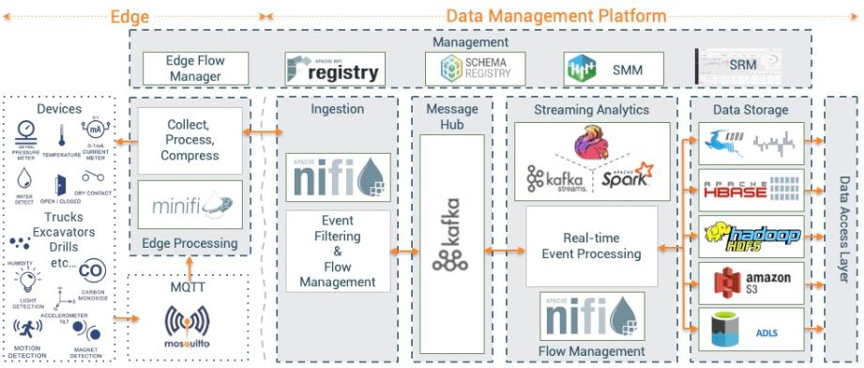 Edge
Data Management Platform
Management
Edge Flow
Manager
APACHE NIFI
registry
SCHEMA
REGISTRY
SMM
SRM
Devices
PRESSURE
METER
TEMPERATURE
0-1mA
mA
CURRENT
METER
WATER
DETECT
OPEN / CLOSED
DRY CONTACT
Trucks
Excavators
Drills
etc...
HUMIDITY
CO
LIGHT
DETECTION
CARBON
MONOXIDE
ACCELEROMETER
TILT
MOTION
DETECTION
MAGNET
DETECTION
Collect,
Process,
Compress
minifi
Edge Processing
MQTT
mosquitto
Ingestion
APACHE
nifi
Event
Filtering
&
Flow
Management
Message
Hub
kafka
Streaming Analytics
kafka
streams
APACHE
Spark
Real-time
Event Processing
APACHE
nifi
Flow Management
Data Storage
KUDU
APACHE
HBASE
hadoop
HDFS
amazon
S3
ADLS
Data Access Layer